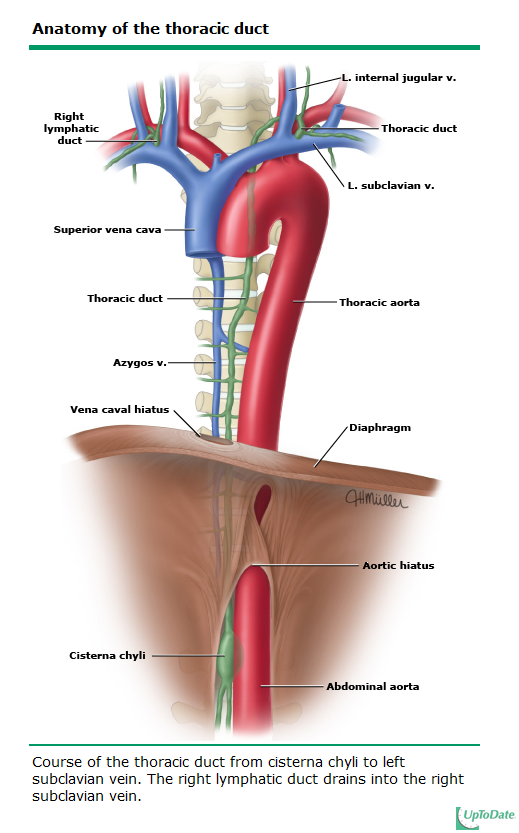 Anatomy of the thoracic duct
L. internal jugular v.
Right
lymphatic
duct
Thoracic duct
L. subclavian v.
Superior vena cava
Thoracic duct
Thoracic aorta
Azygos v.
Vena caval hiatus
Diaphragm
JHMüller
Aortic hiatus
Cisterna chyli
Abdominal aorta
Course of the thoracic duct from cisterna chyli to left
subclavian vein. The right lymphatic duct drains into the right
subclavian vein.
UpToDate